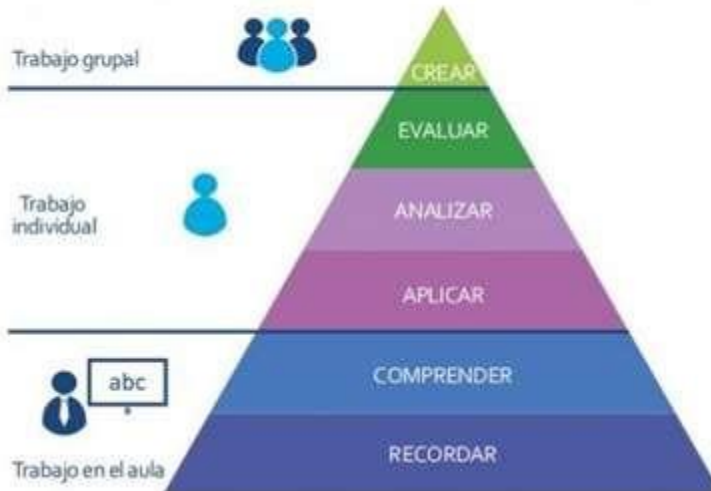 Trabajo grupal
CREAR
EVALUAR
Trabajo
individual
ANALIZAR
APLICAR
abc
COMPRENDER
Trabajo en el aula
RECORDAR